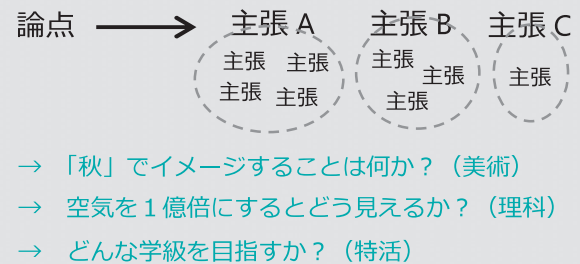 論点 → 主張 A 主張 B 主張 C
主張 主張 主張 主張
主張 主張 主張 主張
→ 「秋」でイメージすることは何か？（美術）
→ 空気を１億倍にするとどう見えるか？（理科）
→ どんな学級を目指すか？（特活）